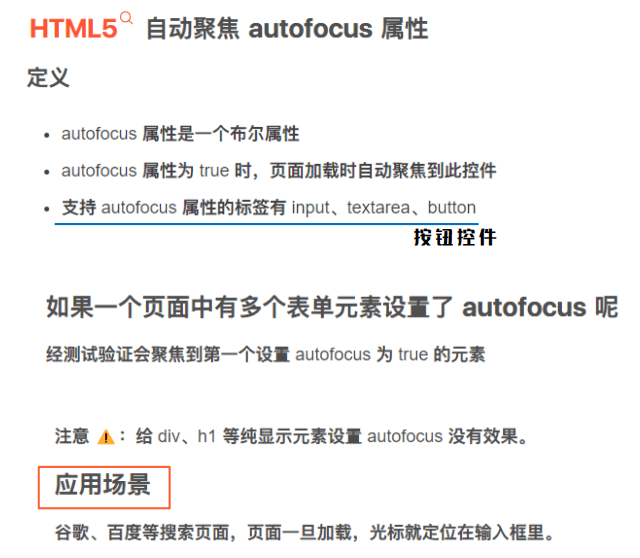 HTML5 自动聚焦 autofocus 属性
定义
• autofocus 属性是一个布尔属性
• autofocus 属性为 true 时，页面加载时自动聚焦到此控件
• 支持 autofocus 属性的标签有 input、textarea、button
按钮控件
如果一个页面中有多个表单元素设置了 autofocus 呢
经测试验证会聚焦到第一个设置 autofocus 为 true 的元素
注意 ⚠️：给 div、h1 等纯显示元素设置 autofocus 没有效果。
应用场景
谷歌、百度等搜索页面，页面一旦加载，光标就定位在输入框里。